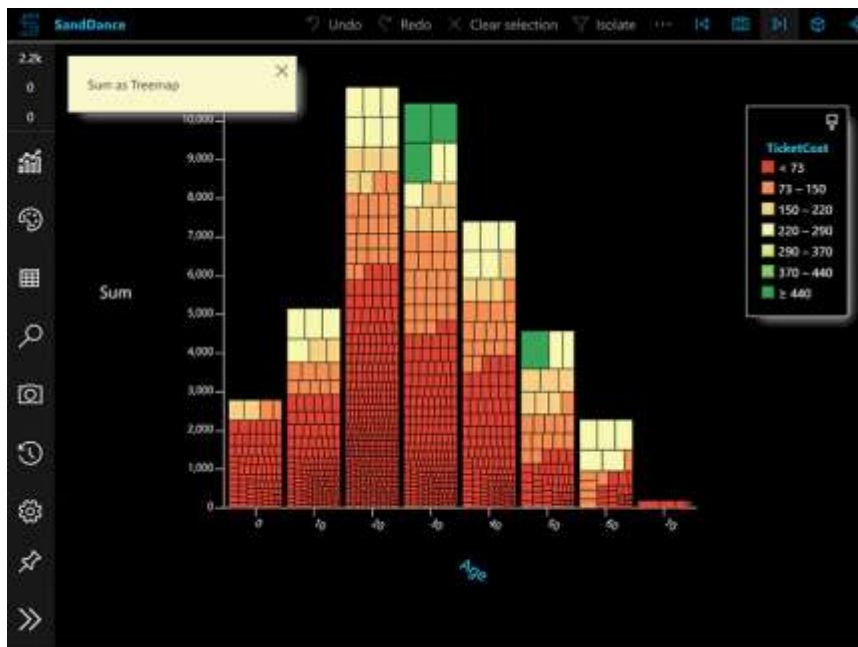 SandDance
Undo
Redo
Clear selection
Isolate
2.2k
0
0
Sum as Treemap
10,000
9,000
8,000
7,000
6,000
5,000
4,000
3,000
2,000
1,000
0
Sum
0
10
20
30
40
50
60
70
Age
TicketCost
< 73
73 – 150
150 – 220
220 – 290
290 – 370
370 – 440
≥ 440